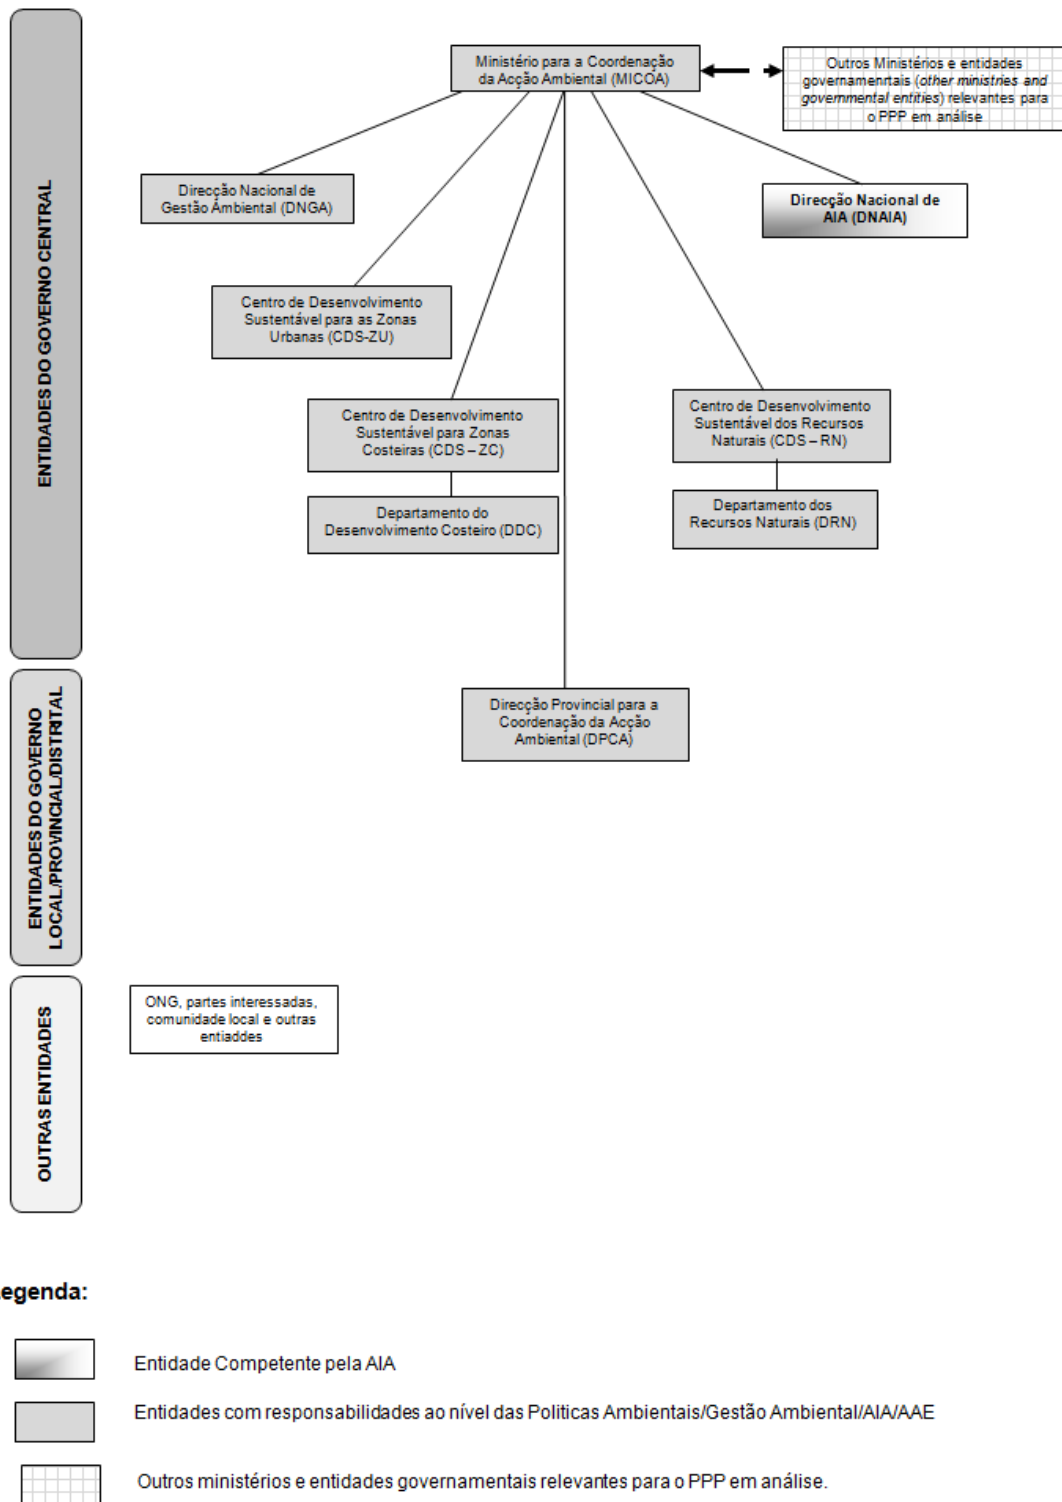 ENTIDADES DO GOVERNO CENTRAL
Ministério para a Coordenação
da Acção Ambiental (MICOA)
Outros Ministérios e entidades
governamenrtais (other ministries and
governmental entities) relevantes para
o PPP em análise
Direcção Nacional de
Gestão Ambiental (DNGA)
Direcção Nacional de
AIA (DNAIA)
Centro de Desenvolvimento
Sustentável para as Zonas
Urbanas (CDS-ZU)
Centro de Desenvolvimento
Sustentável para Zonas
Costeiras (CDS – ZC)
Centro de Desenvolvimento
Sustentável dos Recursos
Naturais (CDS – RN)
Departamento do
Desenvolvimento Costeiro (DDC)
Departamento dos
Recursos Naturais (DRN)
ENTIDADES DO GOVERNO
LOCAL/PROVINCIAL/DISTRITAL
Direcção Provincial para a
Coordenação da Acção
Ambiental (DPCA)
OUTRAS ENTIDADES
ONG, partes interessadas,
comunidade local e outras
entiaddes
egenda:
Entidade Competente pela AIA
Entidades com responsabilidades ao nível das Politicas Ambientais/Gestão Ambiental/AIA/AAE
Outros ministérios e entidades governamentais relevantes para o PPP em análise.